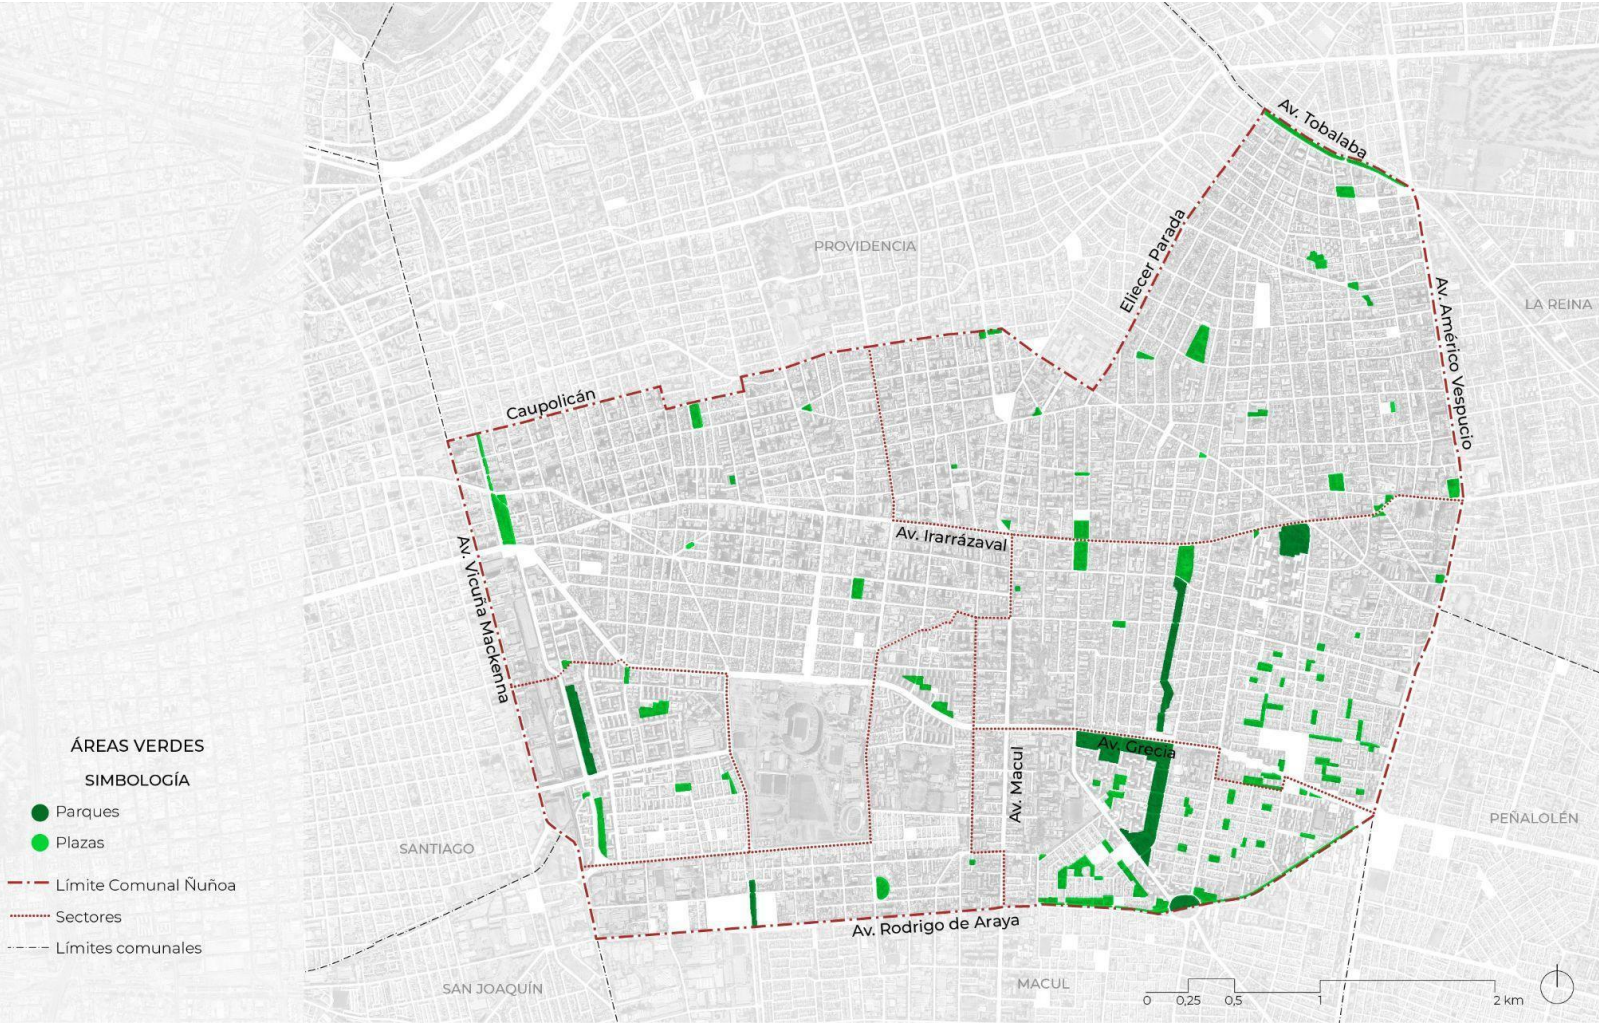 Av. Tobalaba
PROVIDENCIA
Eliecer Parada
LA REINA
Av. Américo Vespucio
Caupolicán
Av. Irarrázaval
Av. Vicuña Mackenna
ÁREAS VERDES
SIMBOLOGÍA
Parques
Plazas
Límite Comunal Ñuñoa
Sectores
Límites comunales
Av. Grecia
Av. Macul
SANTIAGO
PEÑALOLÉN
Av. Rodrigo de Araya
SAN JOAQUÍN
MACUL
0 0,25 0,5 1 2 km